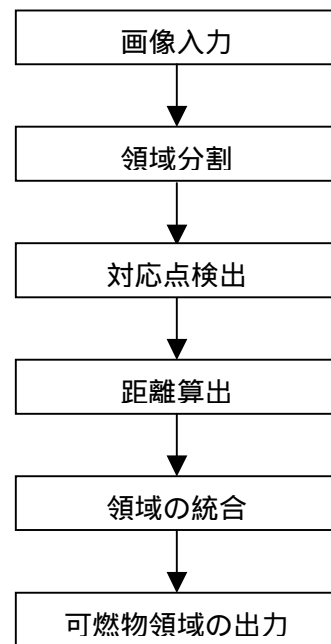 画像入力
領域分割
対応点検出
距離算出
領域の統合
可燃物領域の出力